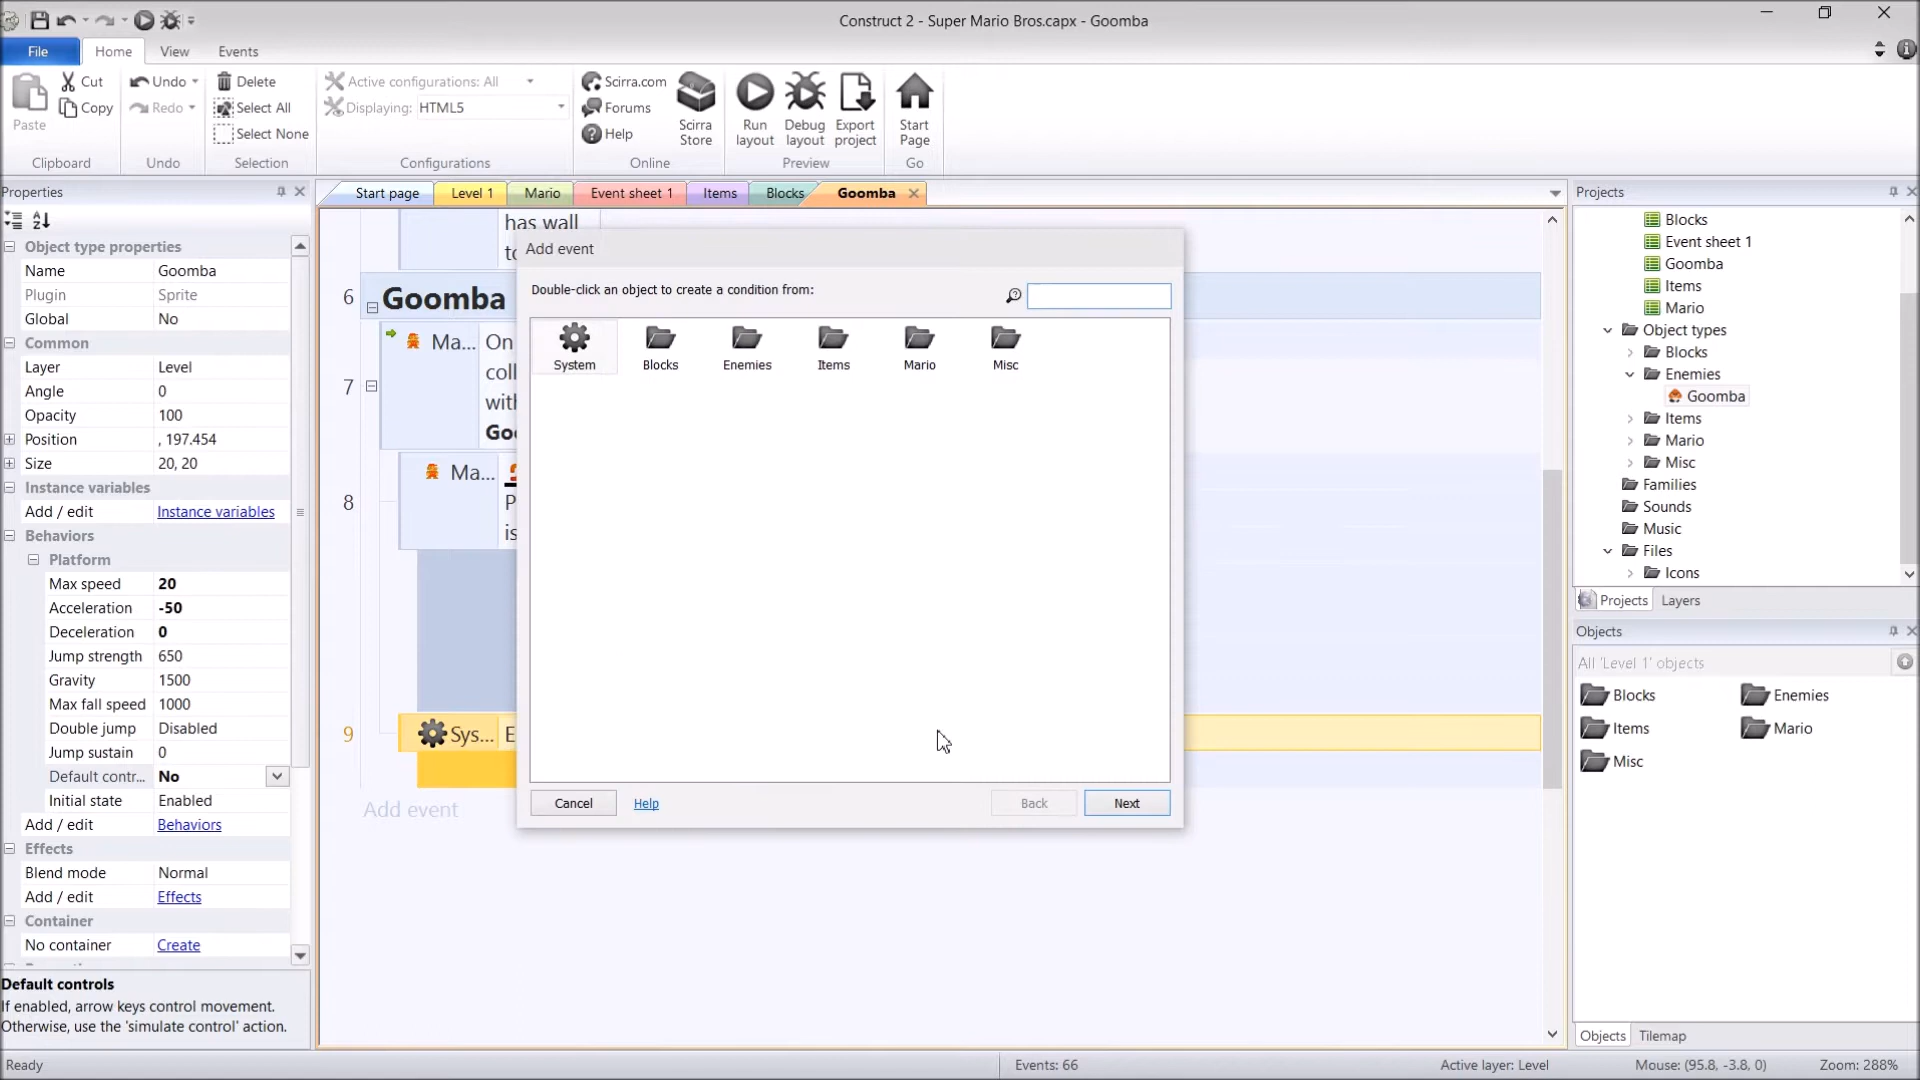 Construct 2 - Super Mario Bros.capx - Goomba
File
Home
View
Events
Paste
Cut
Copy
Clipboard
Undo
Redo
Undo
Delete
Select All
Select None
Selection
Active configurations: All
Displaying: HTML5
Configurations
Scirra.com
Forums
Help
Scirra Store
Online
Run layout
Debug layout
Export project
Preview
Start Page
Go
Properties
Start page
Level 1
Mario
Event sheet 1
Items
Blocks
Goomba
Projects
Object type properties
Name Goomba
Plugin Sprite
Global No
Common
Layer Level
Angle 0
Opacity 100
Position , 197.454
Size 20, 20
Instance variables
Add / edit Instance variables
Behaviors
Platform
Max speed 20
Acceleration -50
Deceleration 0
Jump strength 650
Gravity 1500
Max fall speed 1000
Double jump Disabled
Jump sustain 0
Default contr... No
Initial state Enabled
Add / edit Behaviors
Effects
Blend mode Normal
Add / edit Effects
Container
No container Create
Default controls
If enabled, arrow keys control movement.
Otherwise, use the 'simulate control' action.
has wall
to
6 Goomba
7
Ma... On
coll
with
Goo
8
Ma...
P
is
9 Sys... E
Add event
Add event
Double-click an object to create a condition from:
System
Blocks
Enemies
Items
Mario
Misc
Cancel
Help
Back
Next
Blocks
Event sheet 1
Goomba
Items
Mario
Object types
Blocks
Enemies
Goomba
Items
Mario
Misc
Families
Sounds
Music
Files
Icons
Projects
Layers
Objects
All 'Level 1' objects
Blocks
Enemies
Items
Mario
Misc
Objects
Tilemap
Ready
Events: 66
Active layer: Level
Mouse: (95.8, -3.8, 0)
Zoom: 288%